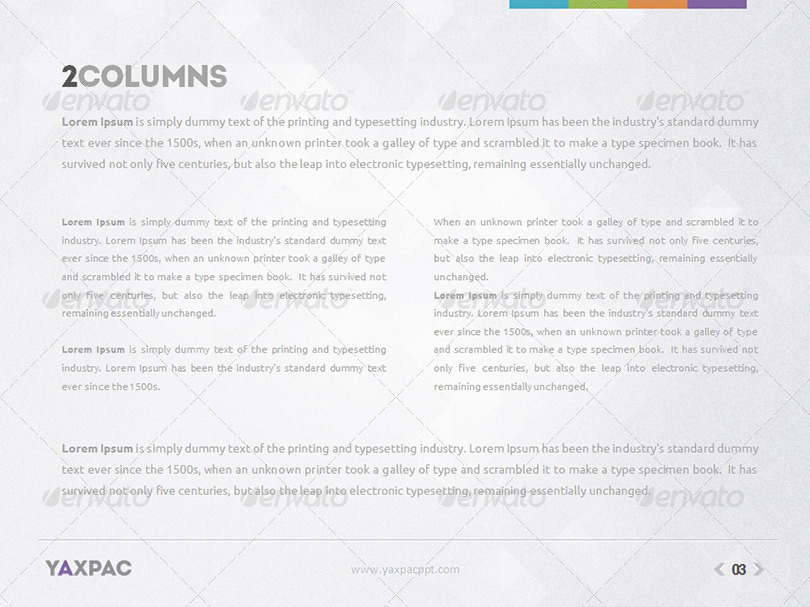 2COLUMNS
Lorem Ipsum is simply dummy text of the printing and typesetting industry. Lorem Ipsum has been the industry's standard dummy
text ever since the 1500s, when an unknown printer took a galley of type and scrambled it to make a type specimen book. It has
survived not only five centuries, but also the leap into electronic typesetting, remaining essentially unchanged.
Lorem Ipsum is simply dummy text of the printing and typesetting
industry. Lorem Ipsum has been the industry's standard dummy text
ever since the 1500s, when an unknown printer took a galley of type
and scrambled it to make a type specimen book. It has survived not
only five centuries, but also the leap into electronic typesetting,
remaining essentially unchanged.
Lorem Ipsum is simply dummy text of the printing and typesetting
industry. Lorem Ipsum has been the industry's standard dummy text
ever since the 1500s.
When an unknown printer took a galley of type and scrambled it to
make a type specimen book. It has survived not only five centuries,
but also the leap into electronic typesetting, remaining essentially
unchanged.
Lorem Ipsum is simply dummy text of the printing and typesetting
industry. Lorem Ipsum has been the industry's standard dummy text
ever since the 1500s, when an unknown printer took a galley of type
and scrambled it to make a type specimen book. It has survived not
only five centuries, but also the leap into electronic typesetting,
remaining essentially unchanged.
Lorem Ipsum is simply dummy text of the printing and typesetting industry. Lorem Ipsum has been the industry's standard dummy
text ever since the 1500s, when an unknown printer took a galley of type and scrambled it to make a type specimen book. It has
survived not only five centuries, but also the leap into electronic typesetting, remaining essentially unchanged.
YAXPAC
www.yaxpacppt.com
03
envato envato envato envato
envato envato envato envato
envato envato envato envato